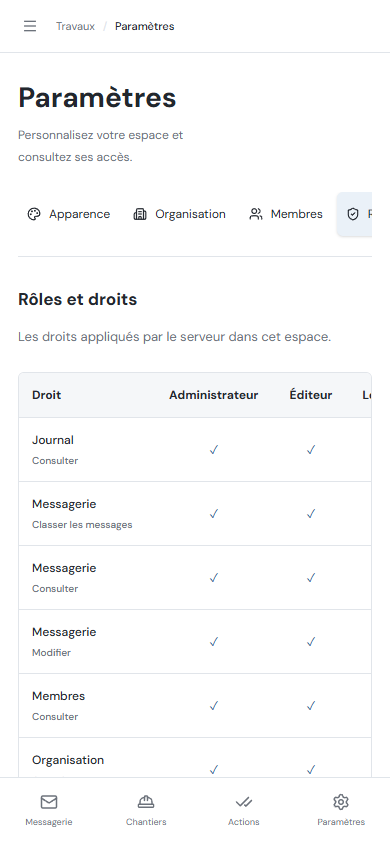 Travaux / Paramètres
Paramètres
Personnalisez votre espace et
consultez ses accès.
Apparence Organisation Membres
Rôles et droits
Les droits appliqués par le serveur dans cet espace.
Droit Administrateur Éditeur
Journal
Consulter ✓ ✓
Messagerie
Classer les messages ✓ ✓
Messagerie
Consulter ✓ ✓
Messagerie
Modifier ✓ ✓
Membres
Consulter ✓ ✓
Organisation
✓ ✓
Messagerie Chantiers Actions Paramètres